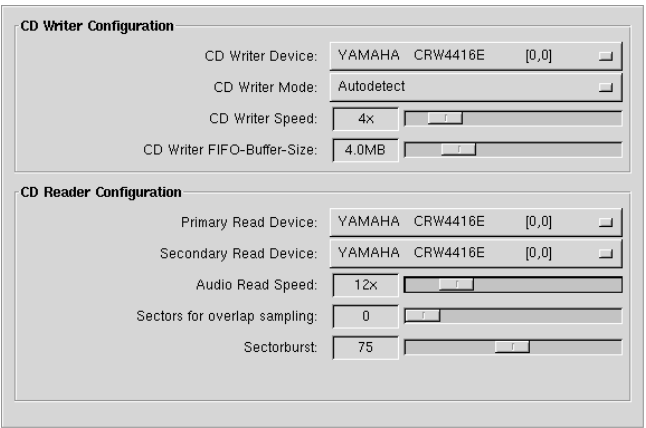 CD Writer Configuration
CD Writer Device: YAMAHA CRW4416E [0,0]
CD Writer Mode: Autodetect
CD Writer Speed: 4x
CD Writer FIFO-Buffer-Size: 4.0MB
CD Reader Configuration
Primary Read Device: YAMAHA CRW4416E [0,0]
Secondary Read Device: YAMAHA CRW4416E [0,0]
Audio Read Speed: 12x
Sectors for overlap sampling: 0
Sectorburst: 75